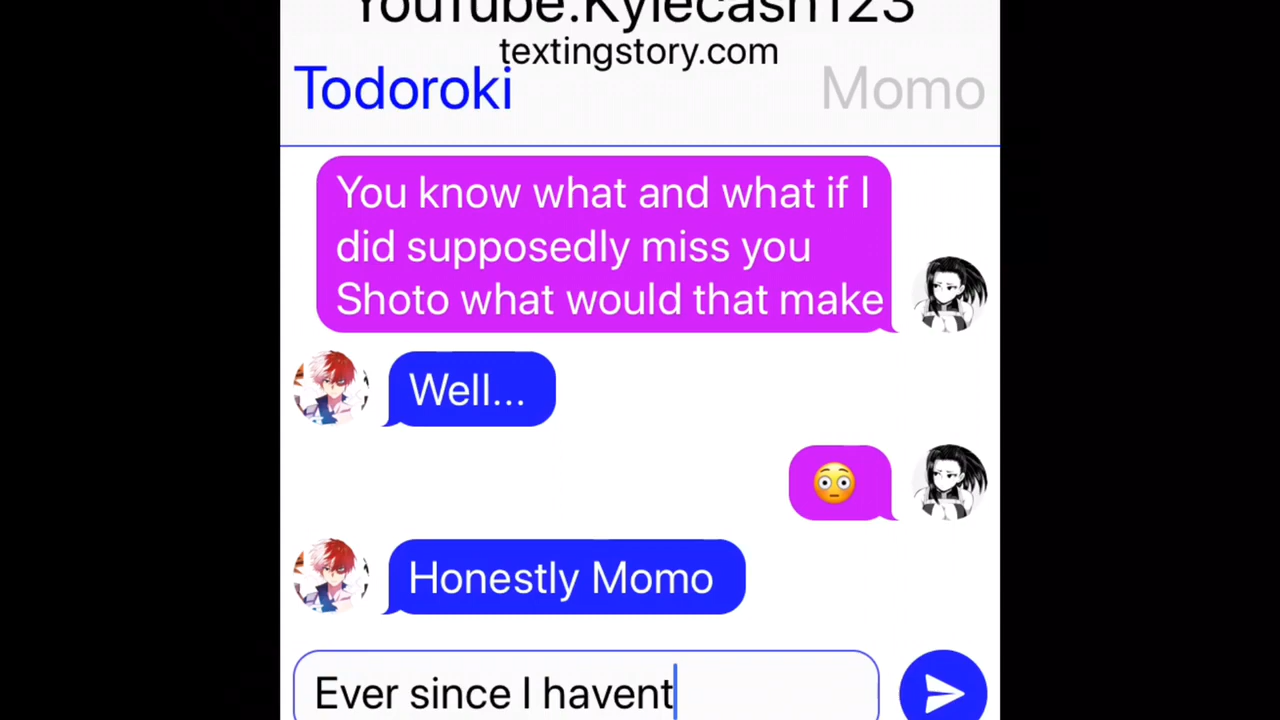 YouTube.Kylecash123
textingstory.com
Todoroki
Momo
You know what and what if I
did supposedly miss you
Shoto what would that make
Well...
😳
Honestly Momo
Ever since I havent